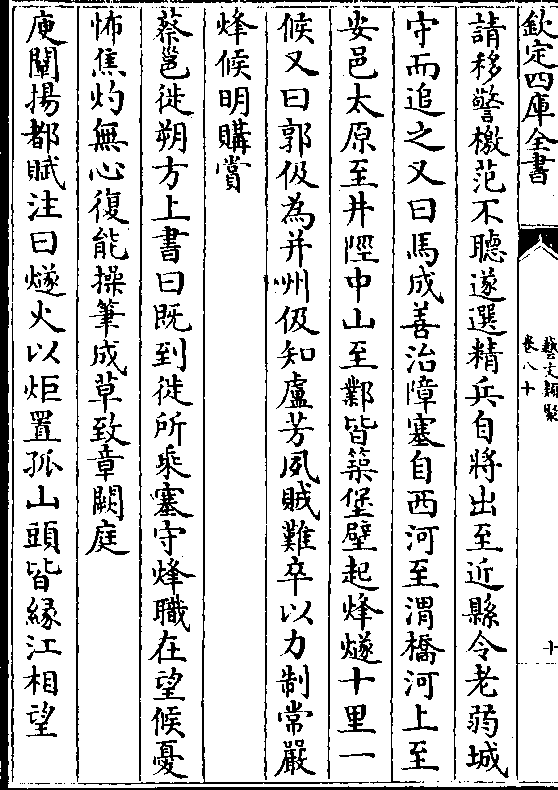 欽定四庫全書
藝文類聚
卷八十
十
請移警檄范不聽遂選精兵自將出至近縣令老弱城
守而追之又曰馬成善治障塞自西河至渭橋河上至
安邑太原至井陘中山至鄴皆築堡壁起烽燧十里一
候又曰郭伋為并州伋知盧芳夙賊難卒以力制常嚴
烽候明購賞
蔡邕徙朔方上書曰既到徙所乘塞守烽職在望候憂
怖焦灼無心復能操筆成草致章闕庭
庾闡揚都賦注曰燧火以炬置孤山頭皆縁江相望